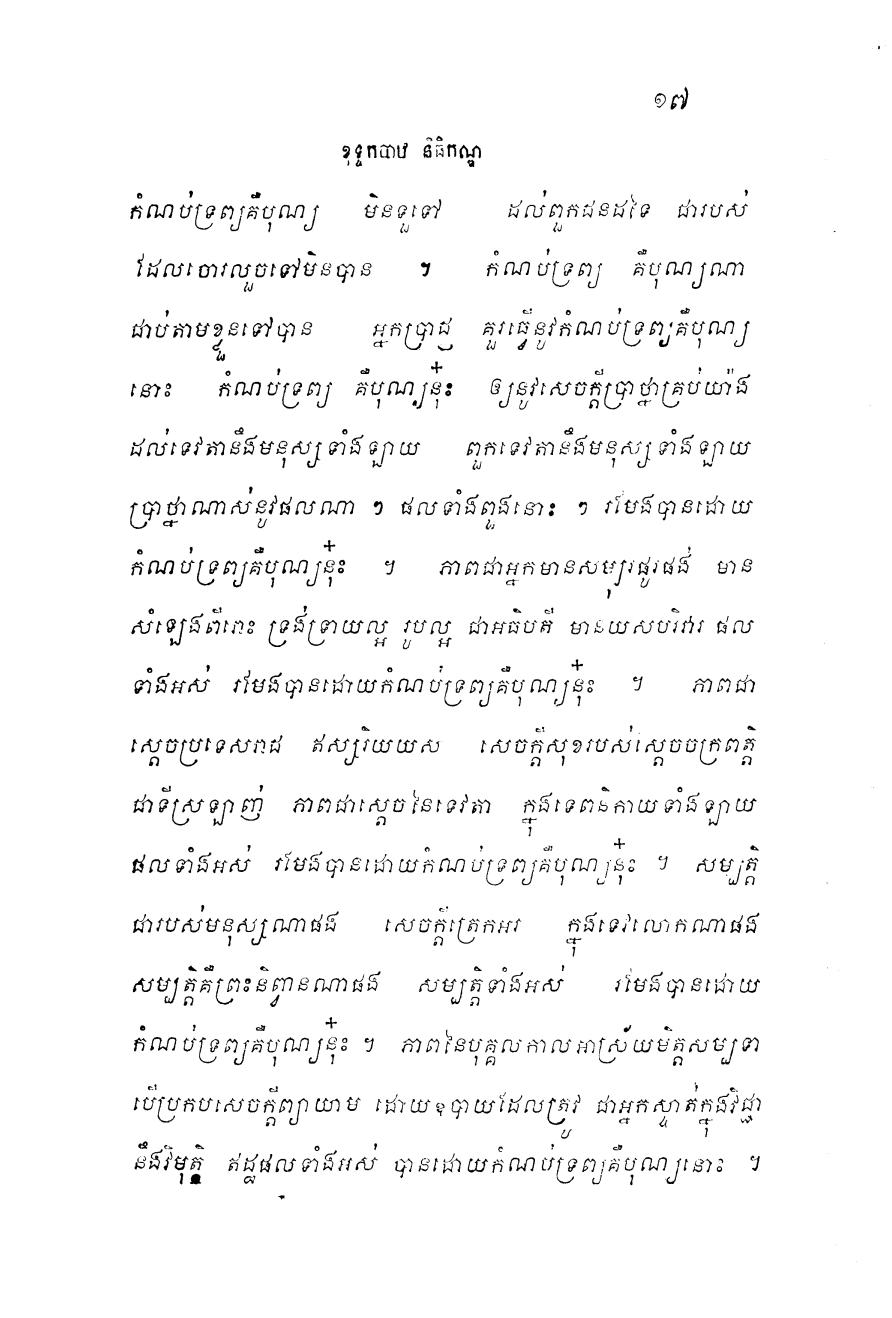 ១៧
ខុទ្ទកបាឋ និធិកណ្ឌ
កំណប់ទ្រព្យគឺបុណ្យ មិនទួទៅ ដល់ពួកជនដទៃ ជារបស់
ដែលចោរលួចទៅមិនបាន ។ កំណប់ទ្រព្យ គឺបុណ្យណា
ជាប់តាមខ្លួនទៅបាន អ្នកប្រាជ្ញ គួរធ្វើនូវកំណប់ទ្រព្យគឺបុណ្យ
នោះ កំណប់ទ្រព្យ គឺបុណ្យនុ៎ះ ឲ្យនូវសេចក្តីប្រាថ្នាគ្រប់យ៉ាង
ដល់ទេវតានឹងមនុស្សទាំងឡាយ ពួកទេវតានឹងមនុស្សទាំងឡាយ
ប្រាថ្នាណាស់នូវផលណា ៗ ផលទាំងពួងនោះ ៗ រមែងបានដោយ
កំណប់ទ្រព្យគឺបុណ្យនុ៎ះ ។ ភាពជាអ្នកមានសម្បុរផូរផង់ មាន
សំឡេងពីរោះ ទ្រង់ទ្រាយល្អ រូបល្អ ជាអធិបតី មានយសបរិវារ ផល
ទាំងអស់ រមែងបានដោយកំណប់ទ្រព្យគឺបុណ្យនុ៎ះ ។ ភាពជា
ស្តេចប្រទេសរាជ ឥស្សរិយយស សេចក្តីសុខរបស់ស្តេចចក្រពត្តិ
ជាទីស្រឡាញ់ ភាពជាស្តេចនៃទេវតា ក្នុងទេពនិកាយទាំងឡាយ
ផលទាំងអស់ រមែងបានដោយកំណប់ទ្រព្យគឺបុណ្យនុ៎ះ ។ សម្បត្តិ
ជារបស់មនុស្សណាផង សេចក្តីត្រេកអរ ក្នុងទេវលោកណាផង
សម្បត្តិគឺព្រះនិព្វានណាផង សម្បត្តិទាំងអស់ រមែងបានដោយ
កំណប់ទ្រព្យគឺបុណ្យនុ៎ះ ។ ភាពនៃបុគ្គលកាលអាស្រ័យមិត្តសម្បទា
បើប្រកបសេចក្តីព្យាយាម ដោយឧបាយដែលត្រូវ ជាអ្នកស្ទាត់ក្នុងវិជ្ជា
នឹងវិមុត្តិ ឥដ្ឋផលទាំងអស់ បានដោយកំណប់ទ្រព្យគឺបុណ្យនោះ ។